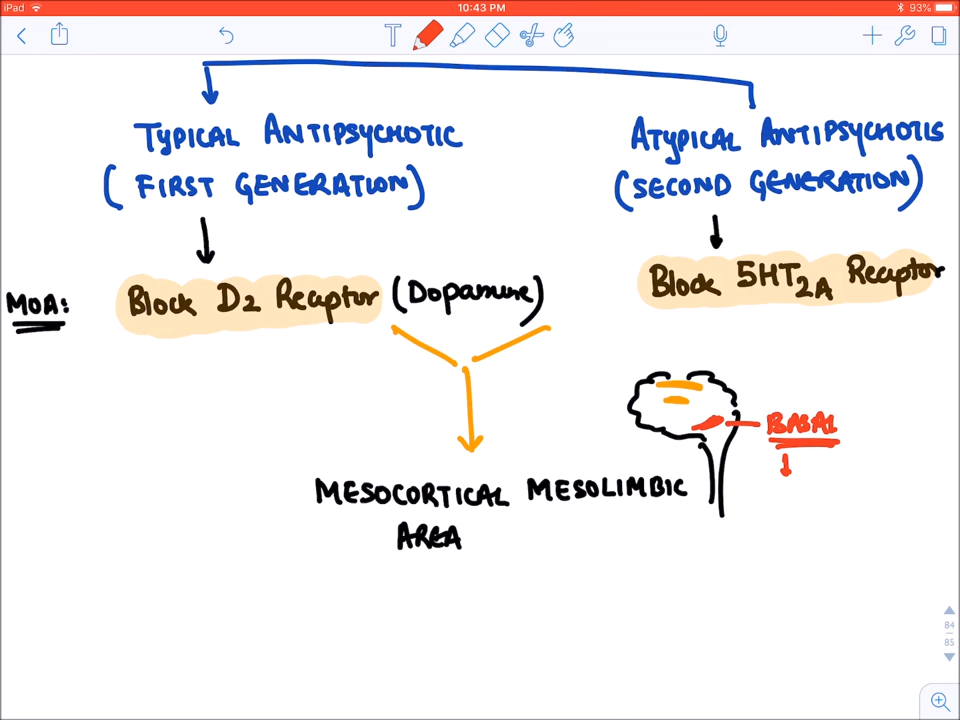 iPad 10:43 PM 93%
T
TYPICAL ANTIPSYCHOTIC
(FIRST GENERATION)
ATYPICAL ANTIPSYCHOTIS
(SECOND GENERATION)
MOA:
Block D2 Receptor (Dopamine)
Block 5HT2A Receptor
BASAL
MESOCORTICAL MESOLIMBIC
AREA
84
85